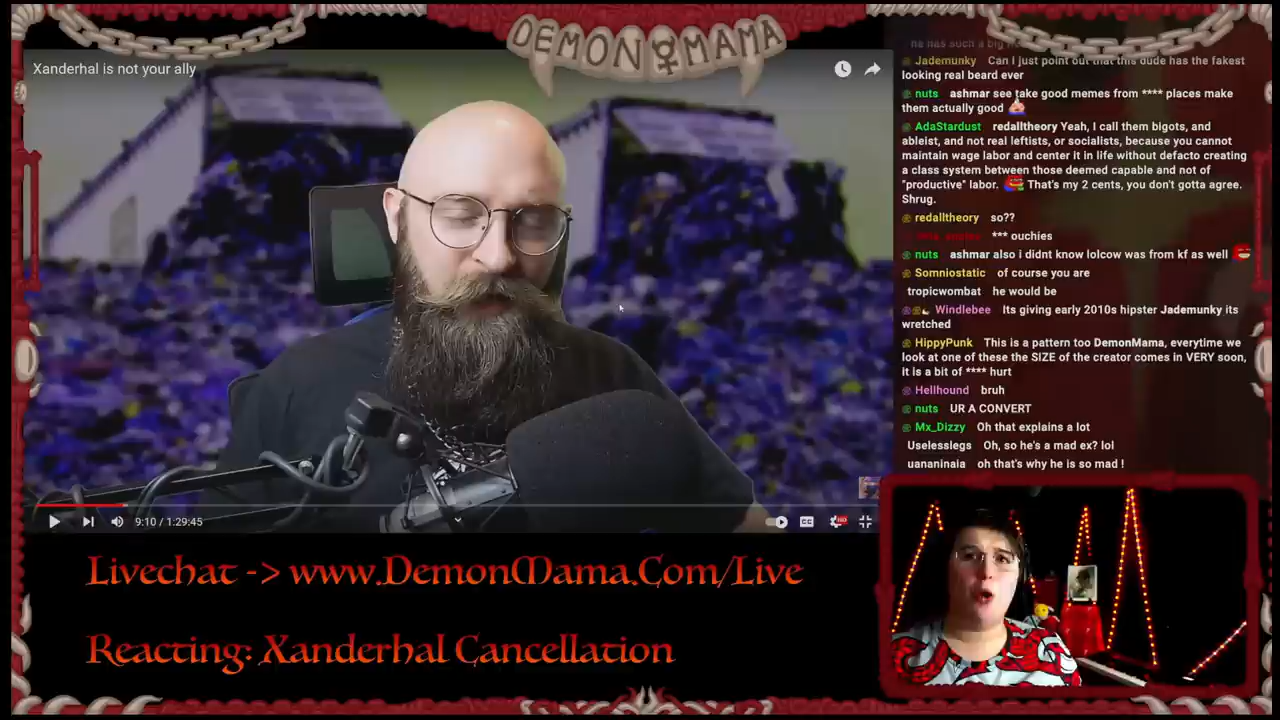 DEMON MAMA
Xanderhal is not your ally
he has such a big
Jademunky Can I just point out that this dude has the fakest
looking real beard ever
nuts ashmar see take good memes from **** places make
them actually good
AdaStardust redalltheory Yeah, I call them bigots, and
ableist, and not real leftists, or socialists, because you cannot
maintain wage labor and center it in life without defacto creating
a class system between those deemed capable and not of
"productive" labor. That's my 2 cents, you don't gotta agree.
Shrug.
redalltheory so??
*** ouchies
nuts ashmar also i didnt know lolcow was from kf as well
Somniostatic of course you are
tropicwombat he would be
Windlebee Its giving early 2010s hipster Jademunky its
wretched
HippyPunk This is a pattern too DemonMama, everytime we
look at one of these the SIZE of the creator comes in VERY soon,
it is a bit of **** hurt
Hellhound bruh
nuts UR A CONVERT
Mx_Dizzy Oh that explains a lot
Uselesslegs Oh, so he's a mad ex? lol
uananinaia oh that's why he is so mad !
9:10 / 1:29:45
CC
HD
Livechat -> www.DemonMama.Com/Live
Reacting: Xanderhal Cancellation